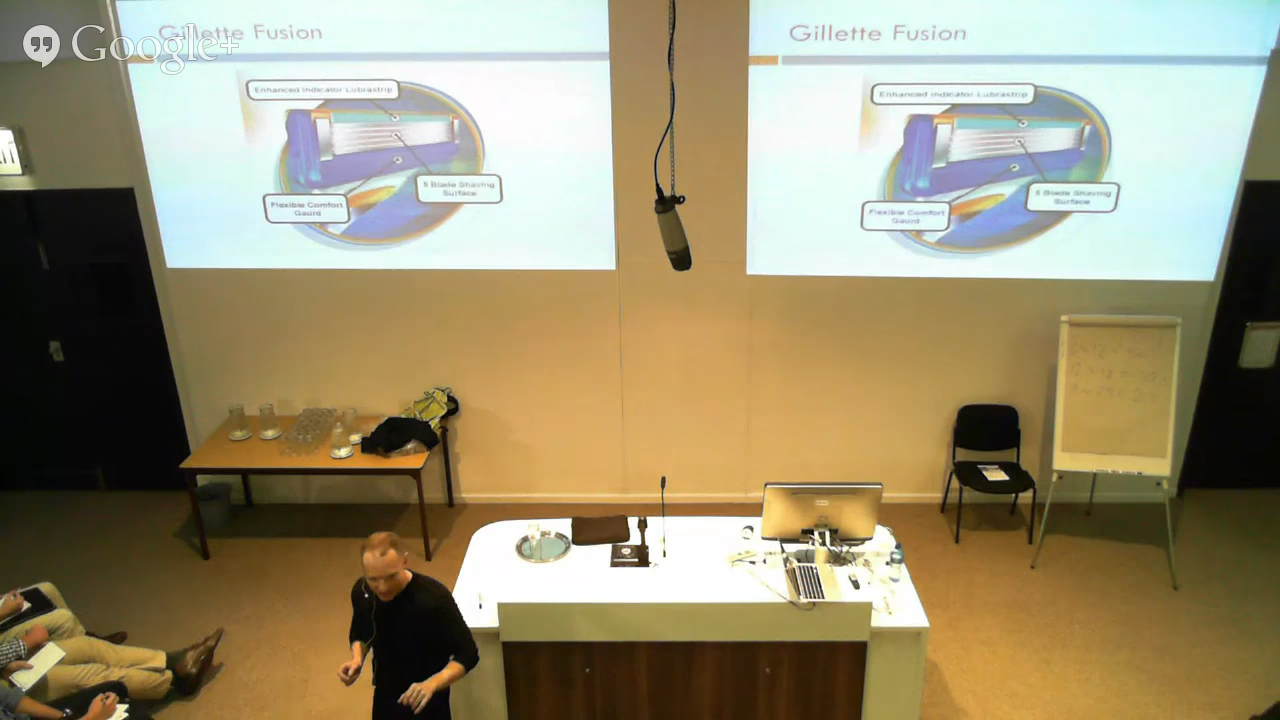 Google+
Gillette Fusion
Enhanced Indicator Lubrastrip
5 Blade Shaving
Surface
Flexible Comfort
Gaurd
Gillette Fusion
Enhanced Indicator Lubrastrip
5 Blade Shaving
Surface
Flexible Comfort
Gaurd